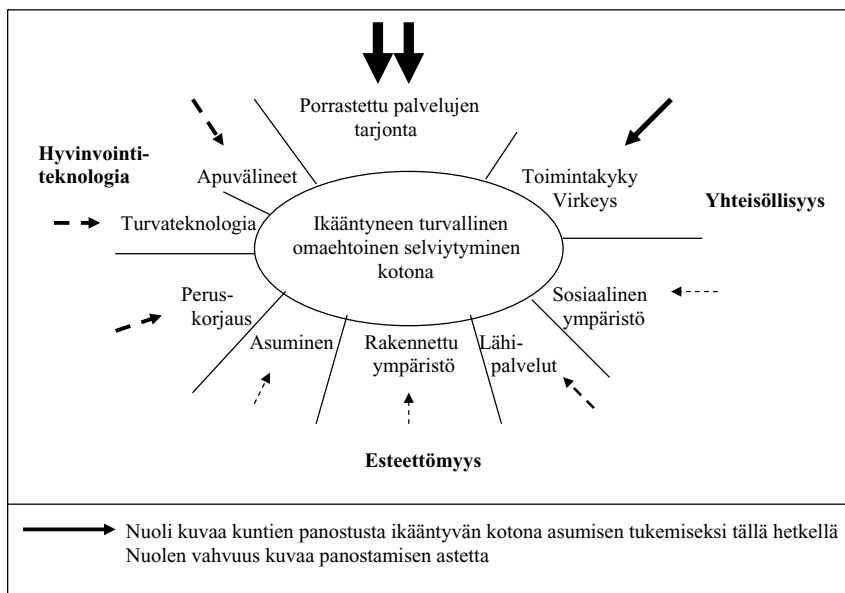 Porrastettu palvelujen
tarjonta
Hyvinvointi-
teknologia
Apuvälineet
Toimintakyky
Virkeys
Yhteisöllisyys
Turvateknologia
Ikääntyneen turvallinen
omaehtoinen selviytyminen
kotona
Perus-
korjaus
Sosiaalinen
ympäristö
Asuminen
Rakennettu
ympäristö
Lähi-
palvelut
Esteettömyys
Nuoli kuvaa kuntien panostusta ikääntyvän kotona asumisen tukemiseksi tällä hetkellä
Nuolen vahvuus kuvaa panostamisen astetta